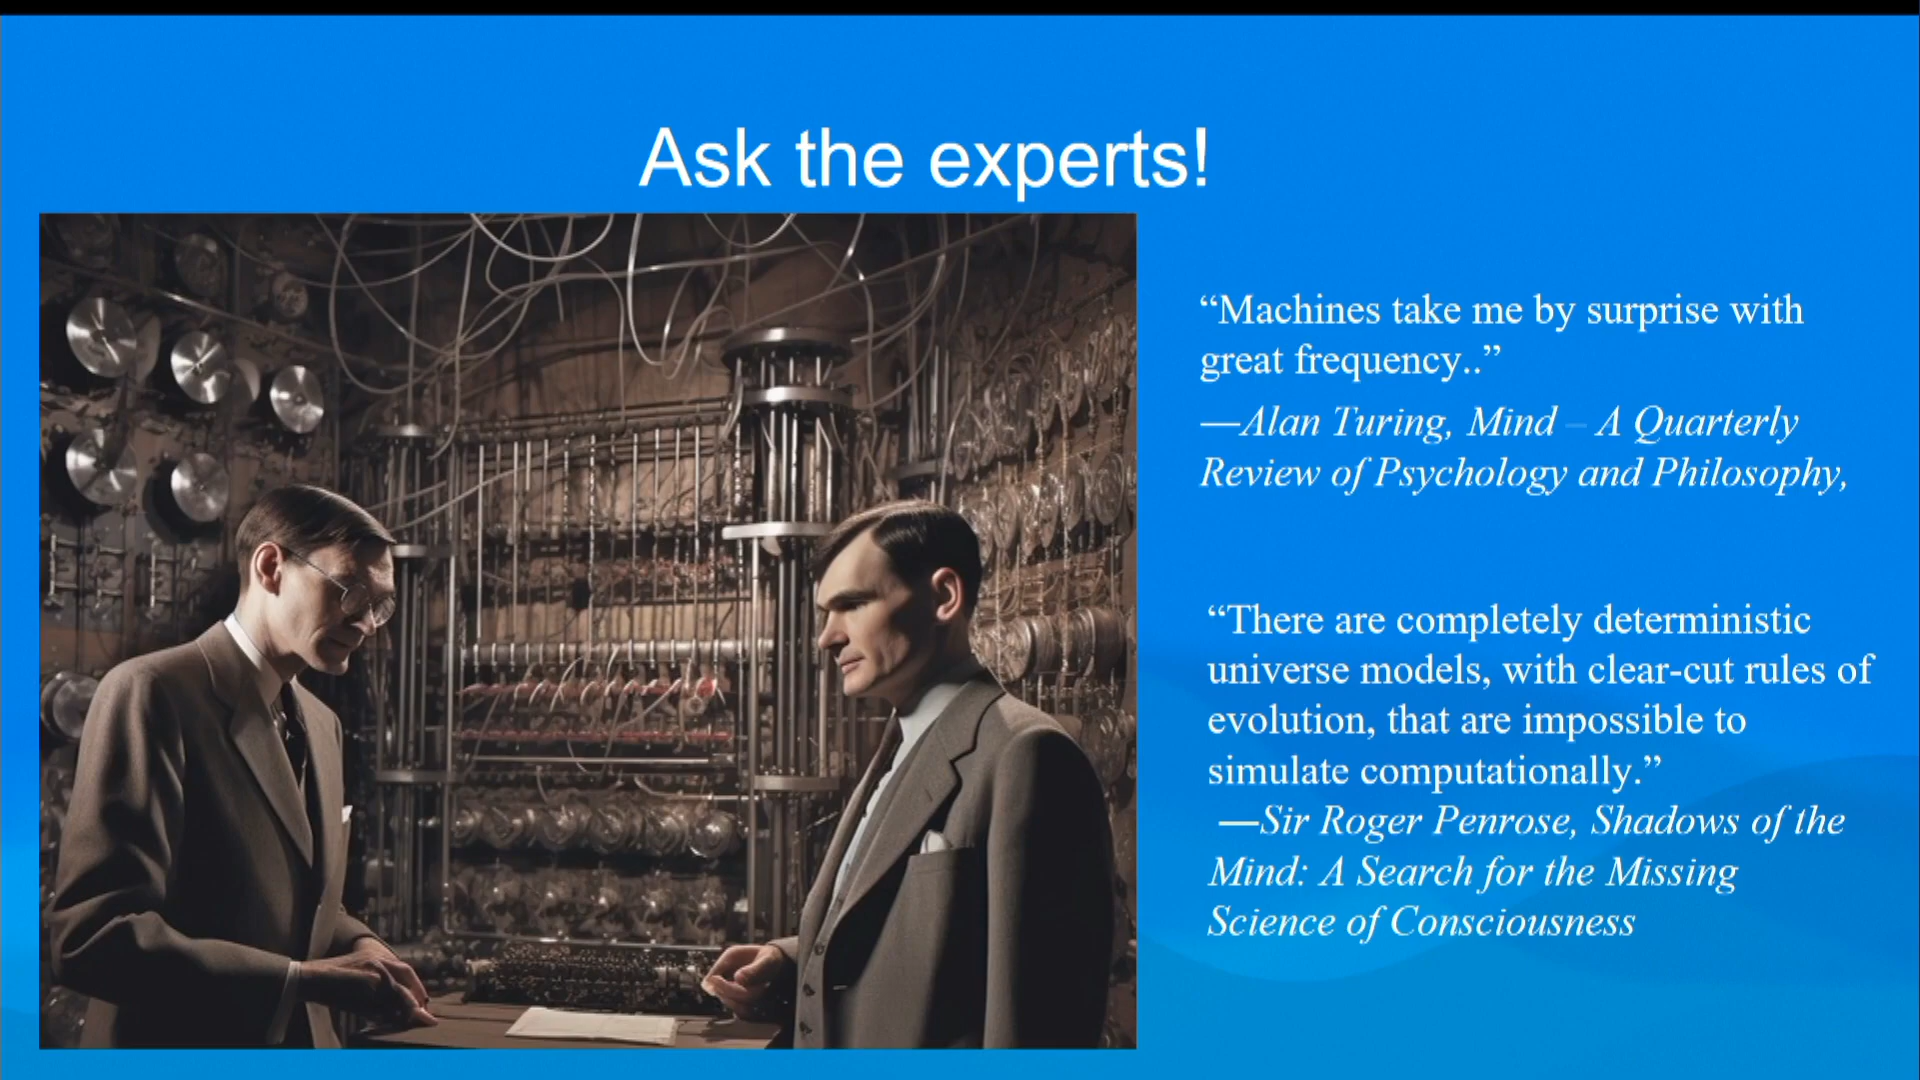 Ask the experts!
“Machines take me by surprise with
great frequency..”
—Alan Turing, Mind – A Quarterly
Review of Psychology and Philosophy,
“There are completely deterministic
universe models, with clear-cut rules of
evolution, that are impossible to
simulate computationally.”
—Sir Roger Penrose, Shadows of the
Mind: A Search for the Missing
Science of Consciousness